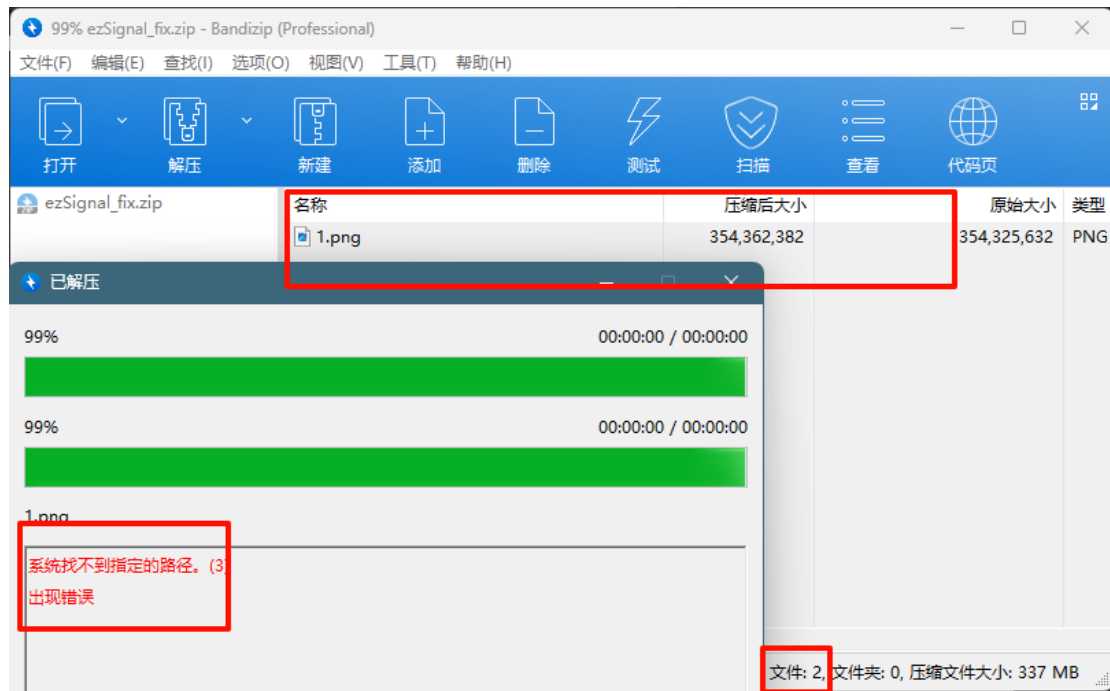 99% ezSignal_fix.zip - Bandizip (Professional)
文件(F) 编辑(E) 查找(I) 选项(O) 视图(V) 工具(T) 帮助(H)
打开 解压 新建 添加 删除 测试 扫描 查看 代码页
ezSignal_fix.zip 名称 压缩后大小 原始大小 类型
1.png 354,362,382 354,325,632 PNG
已解压
99% 00:00:00 / 00:00:00
99% 00:00:00 / 00:00:00
1.png
系统找不到指定的路径。(3)
出现错误
文件: 2, 文件夹: 0, 压缩文件大小: 337 MB